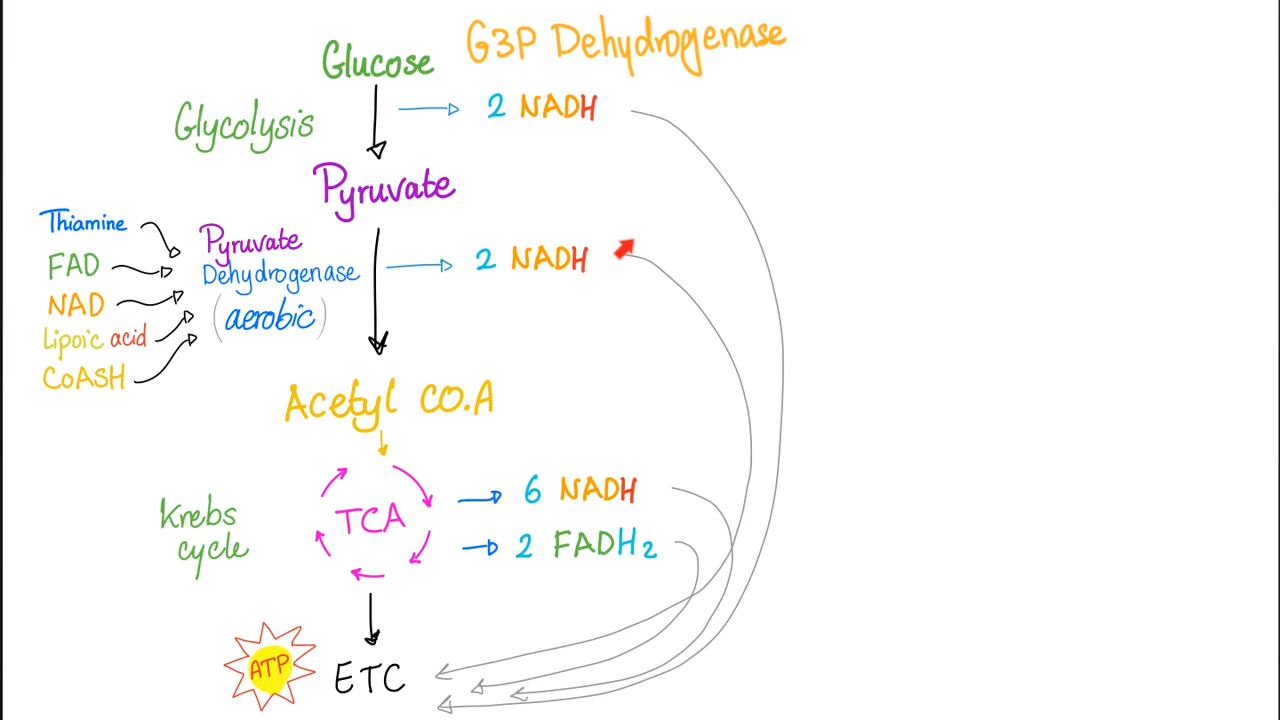 G3P Dehydrogenase
Glucose
2 NADH
Glycolysis
Pyruvate
Thiamine
FAD
NAD
Lipoic acid
CoASH
Pyruvate
Dehydrogenase
(aerobic)
2 NADH
Acetyl CO.A
Krebs
cycle
TCA
6 NADH
2 FADH2
ATP
ETC